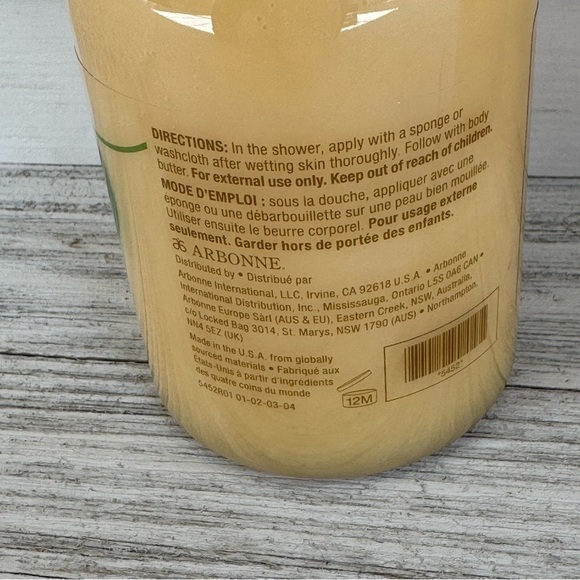 DIRECTIONS: In the shower, apply with a sponge or
washcloth after wetting skin thoroughly. Follow with body
butter. For external use only. Keep out of reach of children.
MODE D'EMPLOI : sous la douche, appliquer avec une
éponge ou une débarbouillette sur une peau bien mouillée.
Utiliser ensuite le beurre corporel. Pour usage externe
seulement. Garder hors de portée des enfants.
ARBONNE.
Distributed by • Distribué par
Arbonne International, LLC, Irvine, CA 92618 U.S.A. • Arbonne
International Distribution, Inc., Mississauga, Ontario L5S 0A6 CAN •
Arbonne Europe Sàrl (AUS & EU), Eastern Creek, NSW, Australia,
c/o Locked Bag 3014, St. Marys, NSW 1790 (AUS) • Northampton,
NN4 5EZ (UK)
Made in the U.S.A. from globally
sourced materials • Fabriqué aux
États-Unis à partir d'ingrédients
des quatre coins du monde
5452R01 01-02-03-04
12M
*5452*